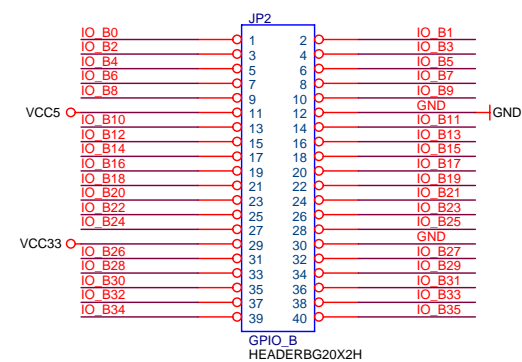 JP2
IO_B0 1 2 IO_B1
IO_B2 3 4 IO_B3
IO_B4 5 6 IO_B5
IO_B6 7 8 IO_B7
IO_B8 9 10 IO_B9
VCC5 11 12 GND GND
IO_B10 13 14 IO_B11
IO_B12 15 16 IO_B13
IO_B14 17 18 IO_B15
IO_B16 19 20 IO_B17
IO_B18 21 22 IO_B19
IO_B20 23 24 IO_B21
IO_B22 25 26 IO_B23
IO_B24 27 28 IO_B25
VCC33 29 30 GND
IO_B26 31 32 IO_B27
IO_B28 33 34 IO_B29
IO_B30 35 36 IO_B31
IO_B32 37 38 IO_B33
IO_B34 39 40 IO_B35
GPIO_B
HEADERBG20X2H